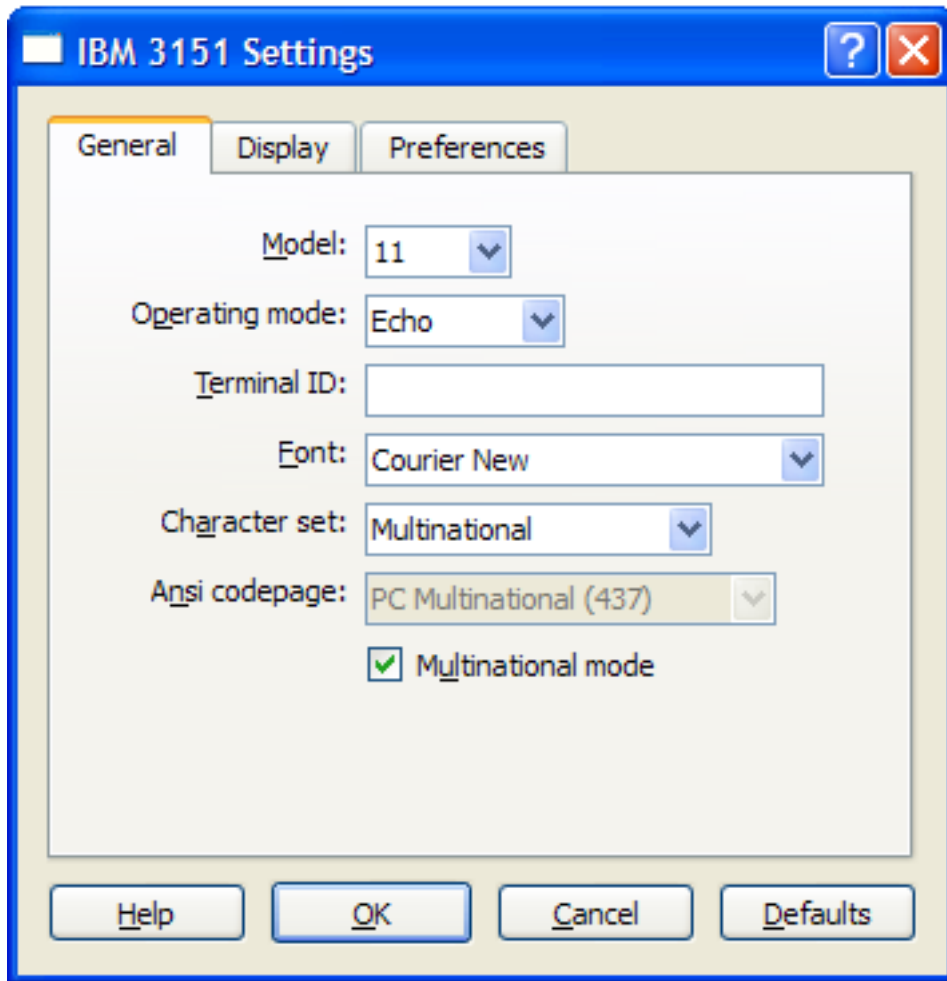 IBM 3151 Settings
General Display Preferences
Model: 11
Operating mode: Echo
Terminal ID:
Font: Courier New
Character set: Multinational
Ansi codepage: PC Multinational (437)
Multinational mode
Help OK Cancel Defaults